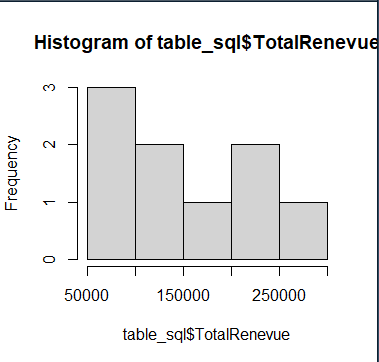 Histogram of table_sql$TotalRenevue
Frequency
3
2
1
0
50000 150000 250000
table_sql$TotalRenevue